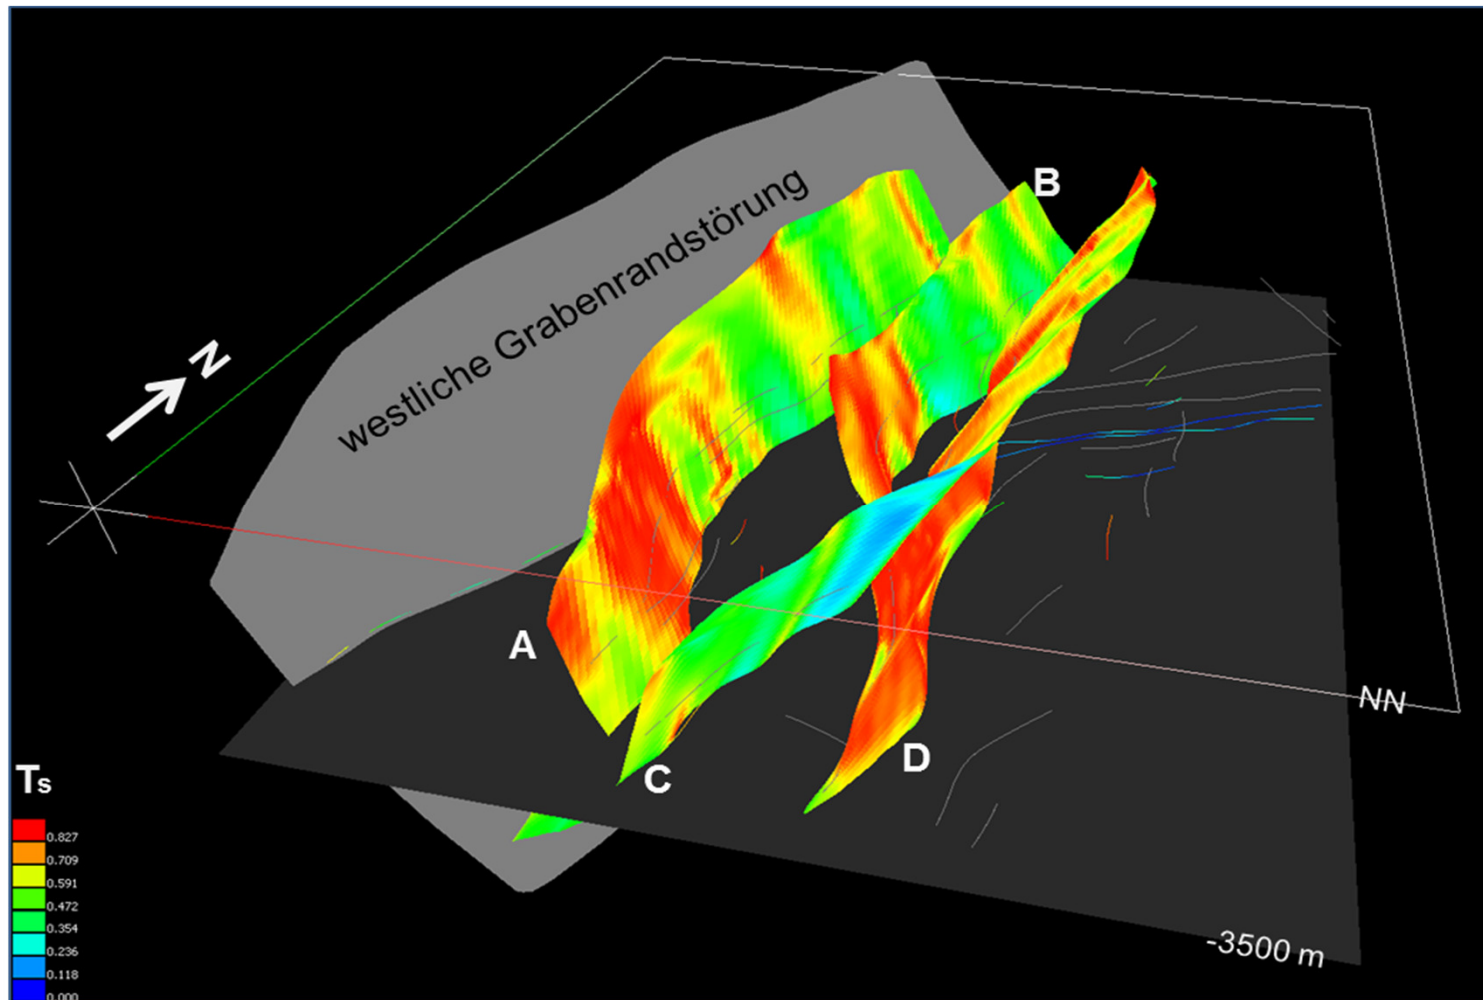 B
westliche Grabenrandstörung
N
A
NN
C
D
Ts
0.827
0.709
0.591
0.472
0.354
0.236
0.118
0.000
-3500 m